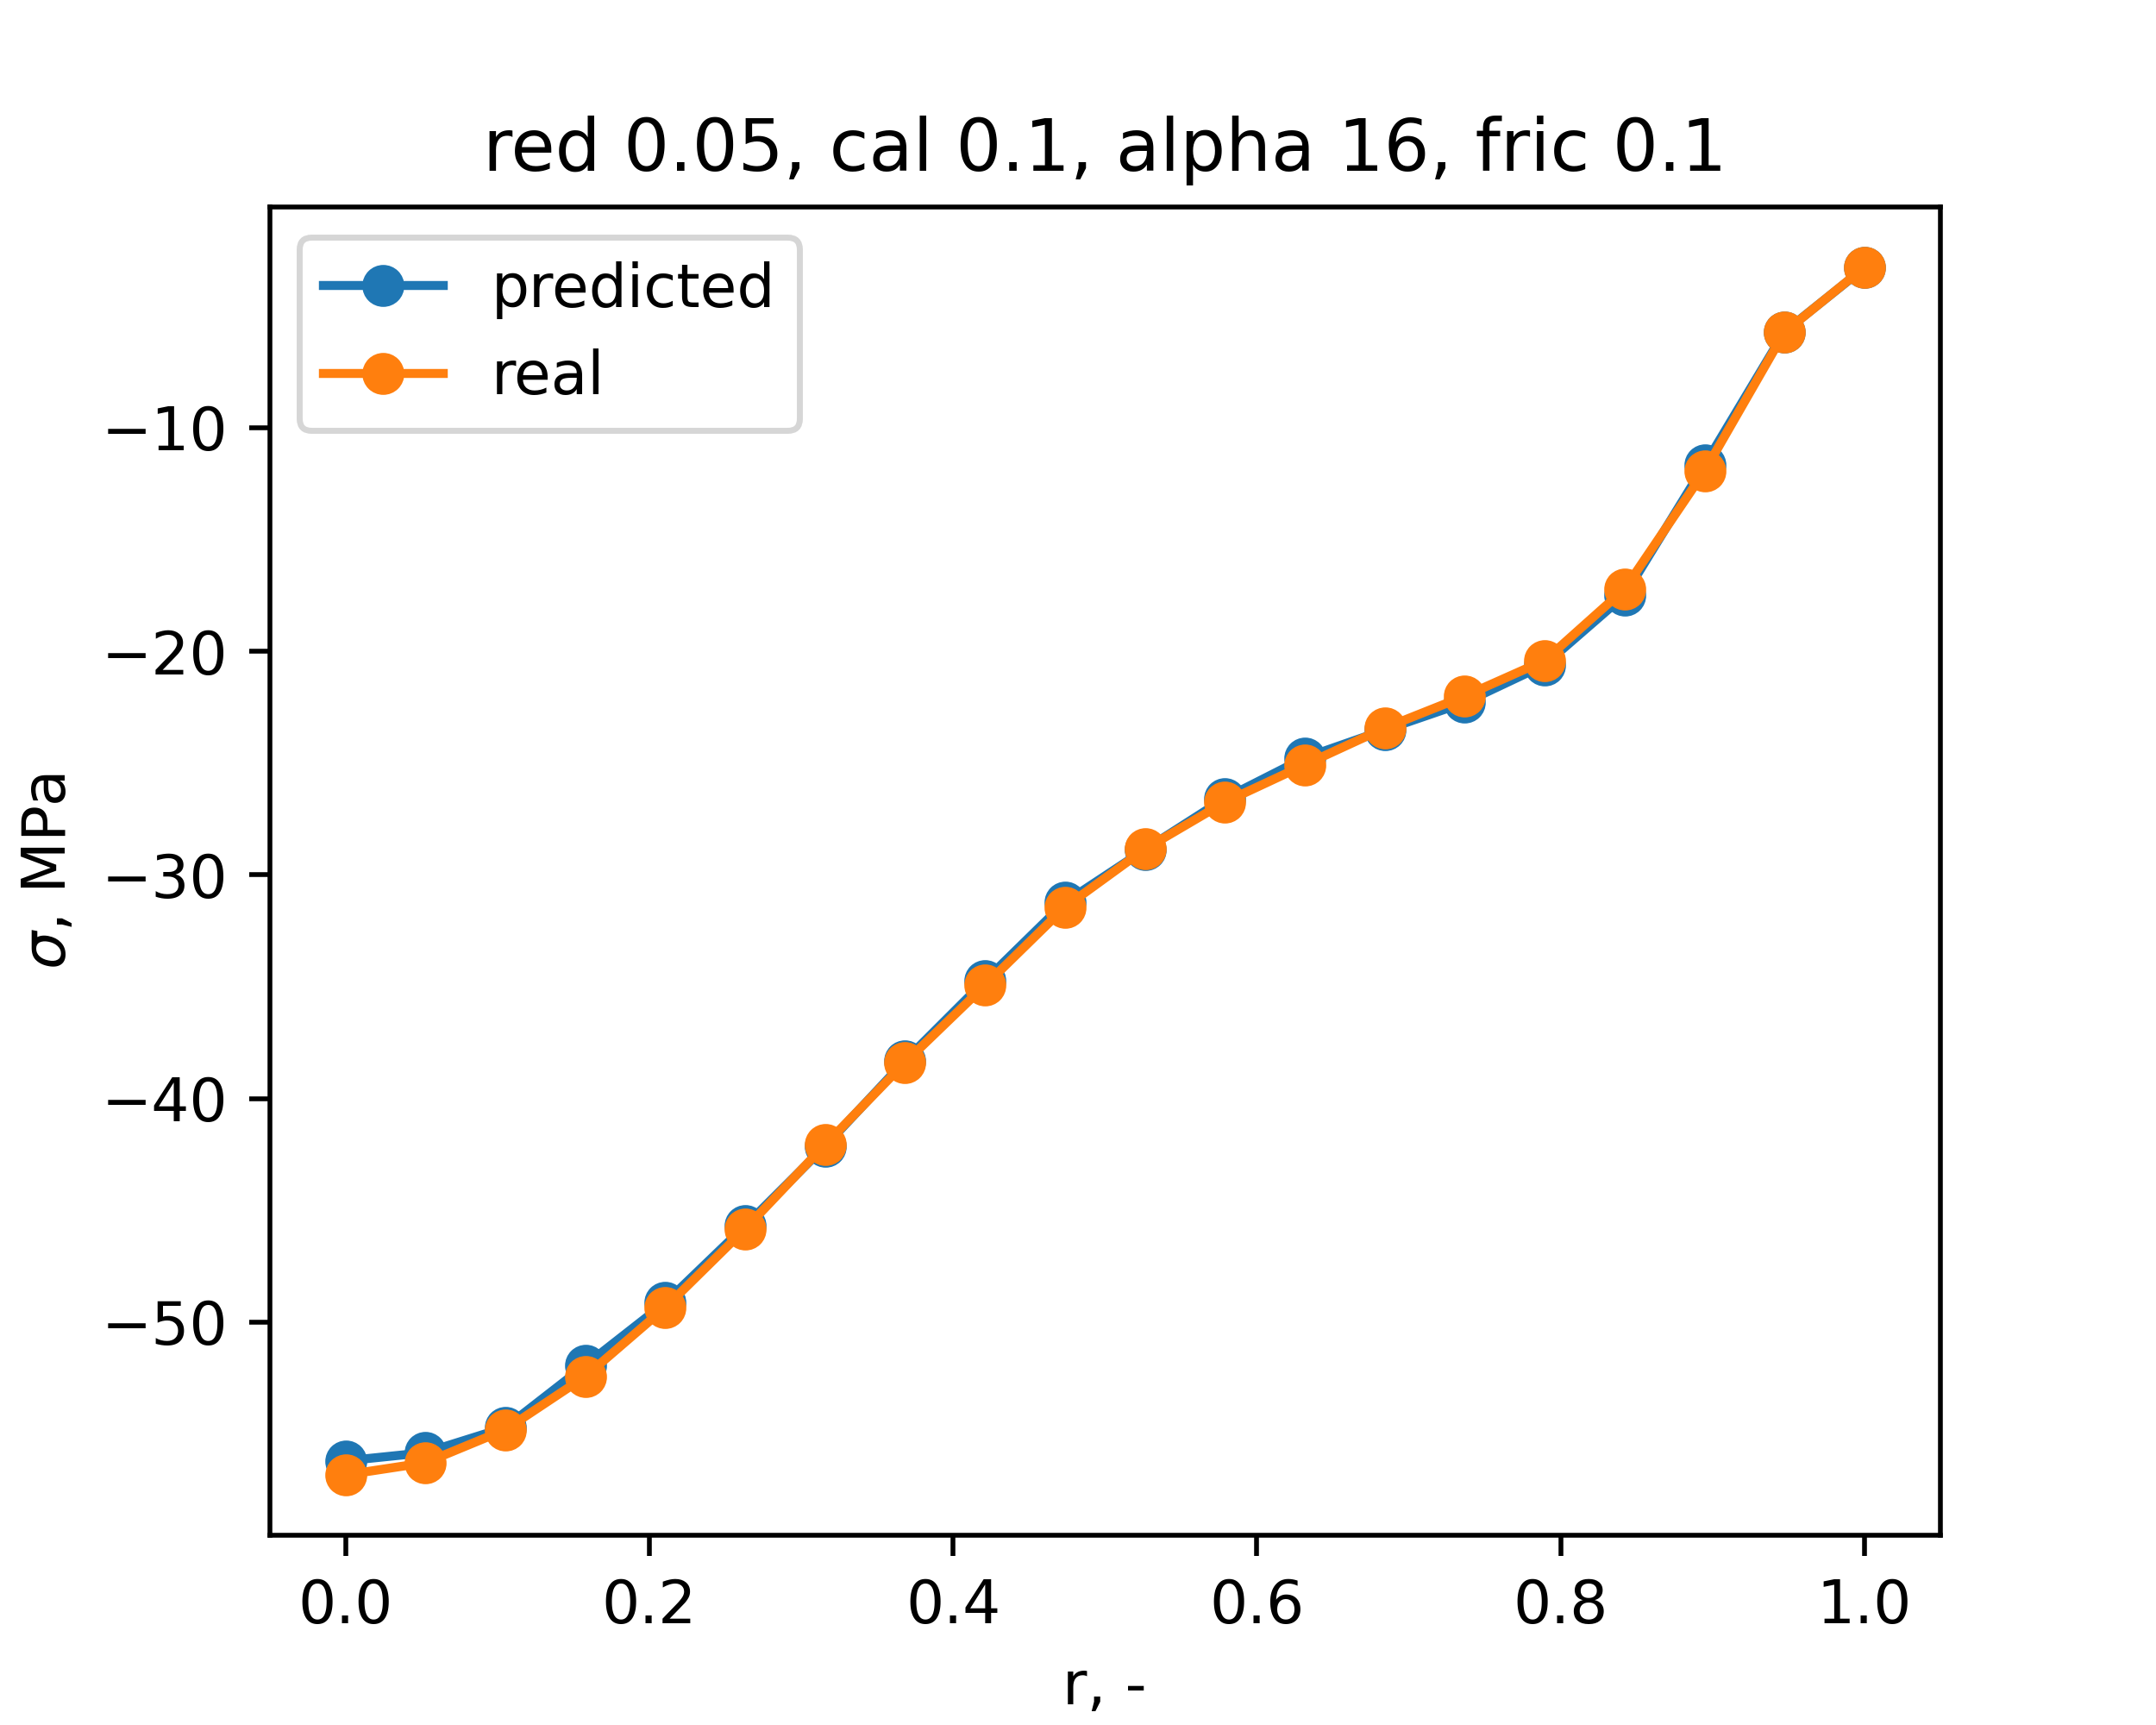 red 0.05, cal 0.1, alpha 16, fric 0.1
predicted
real
σ, MPa
−10
−20
−30
−40
−50
0.0 0.2 0.4 0.6 0.8 1.0
r, -